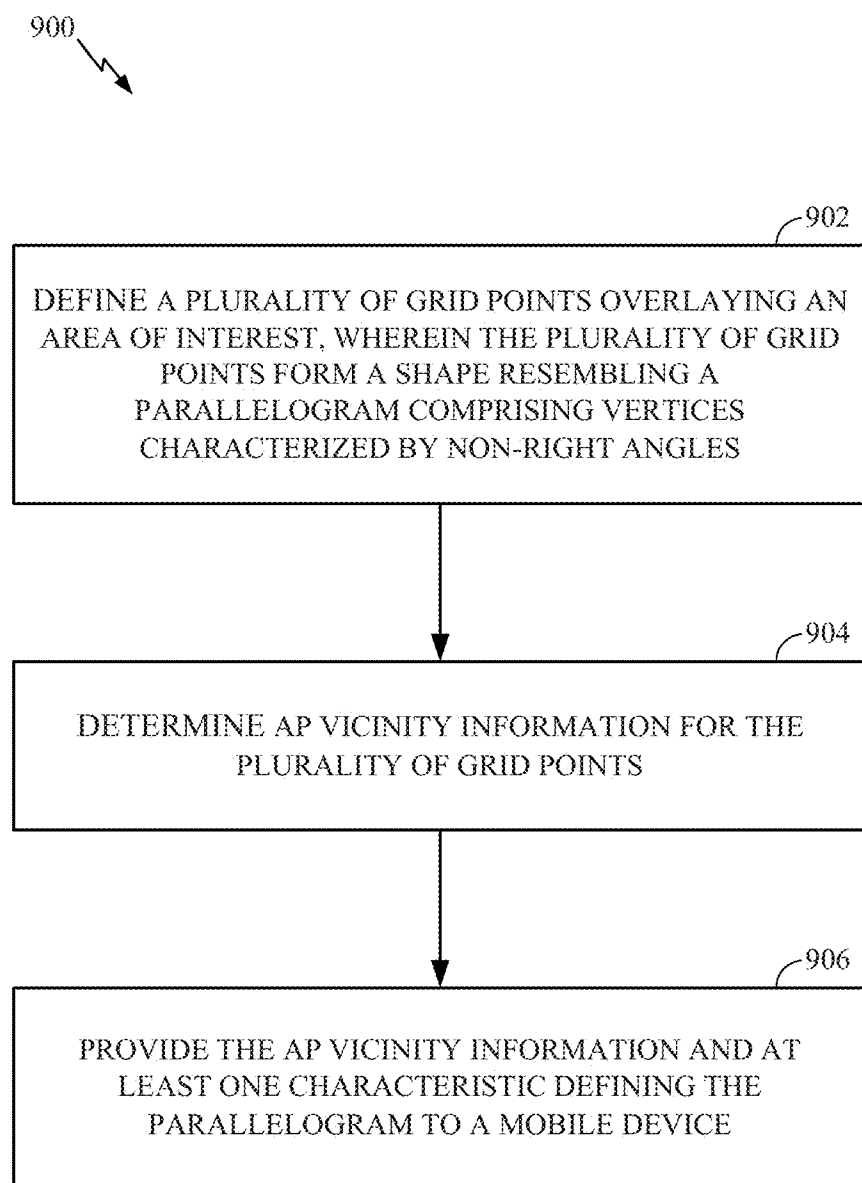 900
902
DEFINE A PLURALITY OF GRID POINTS OVERLAYING AN
AREA OF INTEREST, WHEREIN THE PLURALITY OF GRID
POINTS FORM A SHAPE RESEMBLING A
PARALLELOGRAM COMPRISING VERTICES
CHARACTERIZED BY NON-RIGHT ANGLES
904
DETERMINE AP VICINITY INFORMATION FOR THE
PLURALITY OF GRID POINTS
906
PROVIDE THE AP VICINITY INFORMATION AND AT
LEAST ONE CHARACTERISTIC DEFINING THE
PARALLELOGRAM TO A MOBILE DEVICE